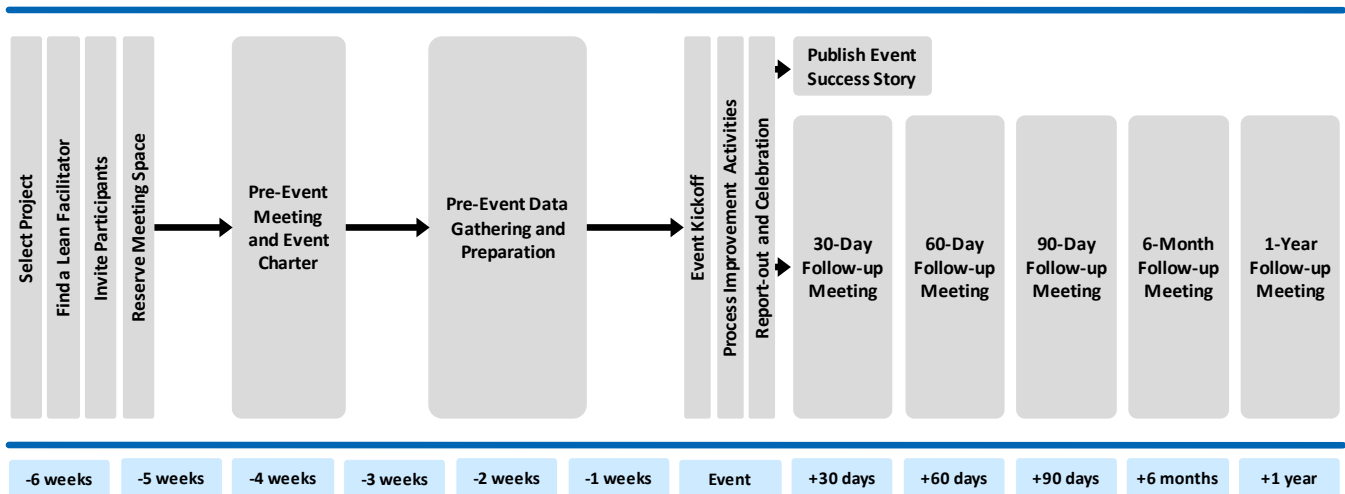 Select Project
Find a Lean Facilitator
Invite Participants
Reserve Meeting Space
Pre-Event
Meeting
and Event
Charter
Pre-Event Data
Gathering and
Preparation
Event Kickoff
Process Improvement Activities
Report-out and Celebration
Publish Event
Success Story
30-Day
Follow-up
Meeting
60-Day
Follow-up
Meeting
90-Day
Follow-up
Meeting
6-Month
Follow-up
Meeting
1-Year
Follow-up
Meeting
-6 weeks
-5 weeks
-4 weeks
-3 weeks
-2 weeks
-1 weeks
Event
+30 days
+60 days
+90 days
+6 months
+1 year